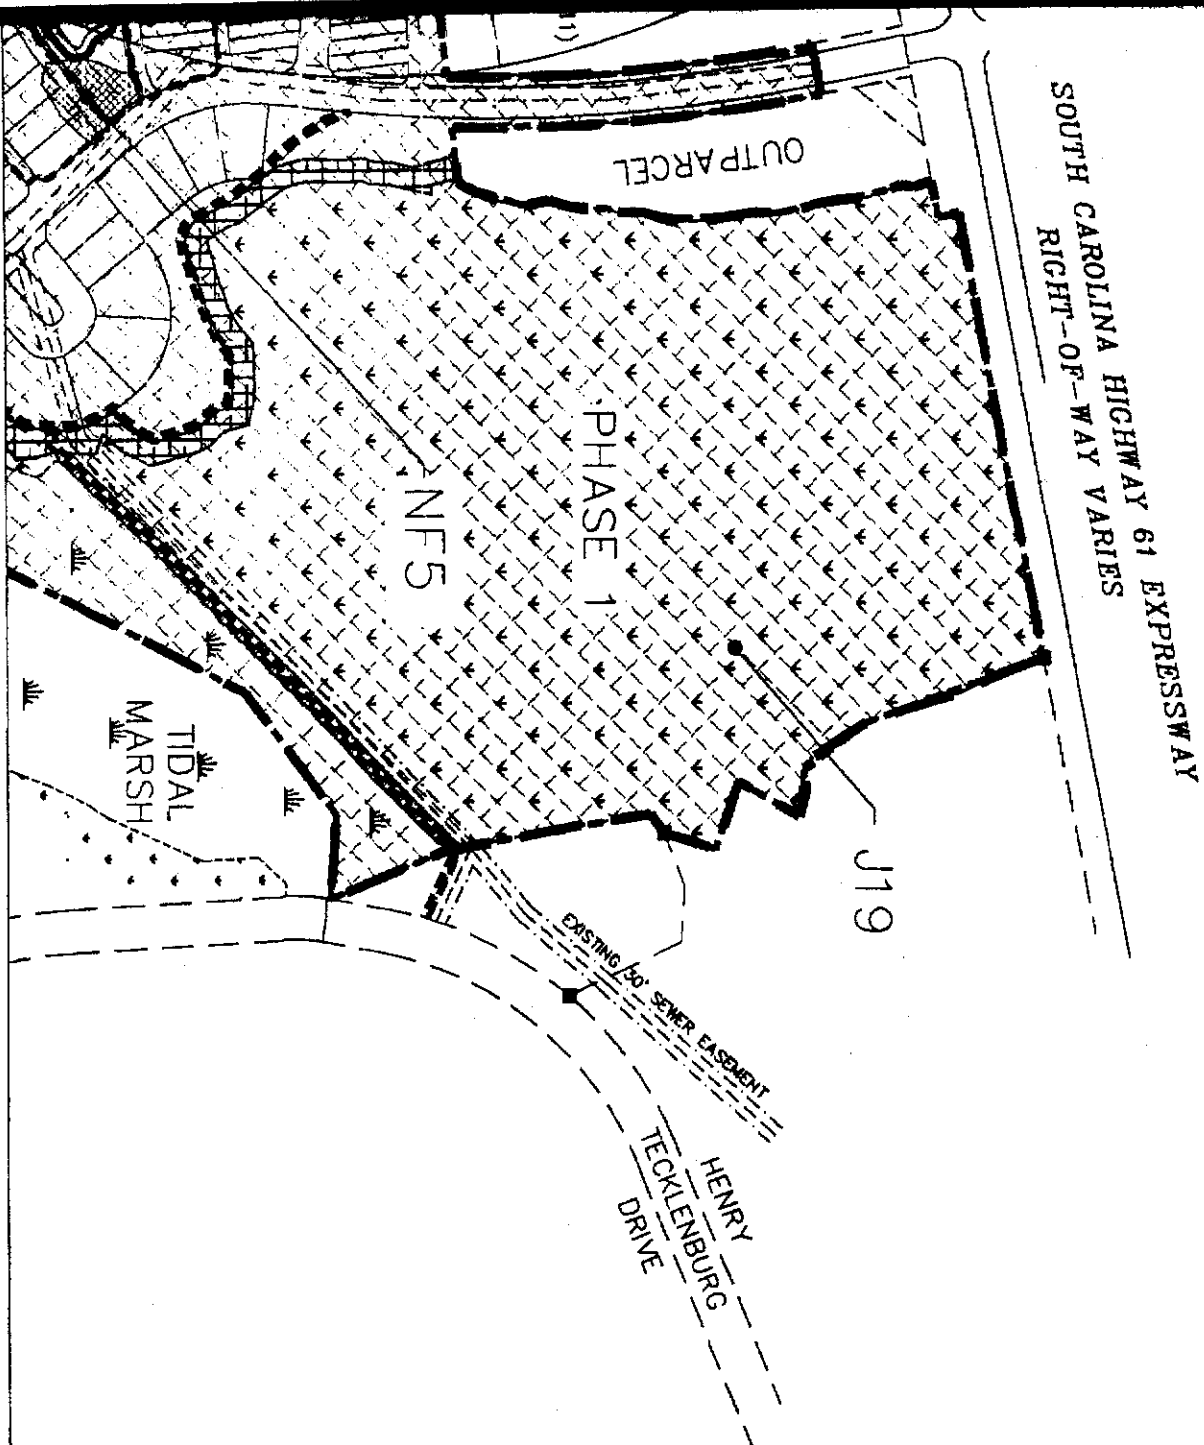 SOUTH CAROLINA HIGHWAY 61 EXPRESSWAY
RIGHT-OF-WAY VARIES
OUTPARCEL
PHASE 1
NF5
J19
TIDAL
MARSH
EXISTING 30' SEWER EASEMENT
HENRY
TECKLENBURG
DRIVE